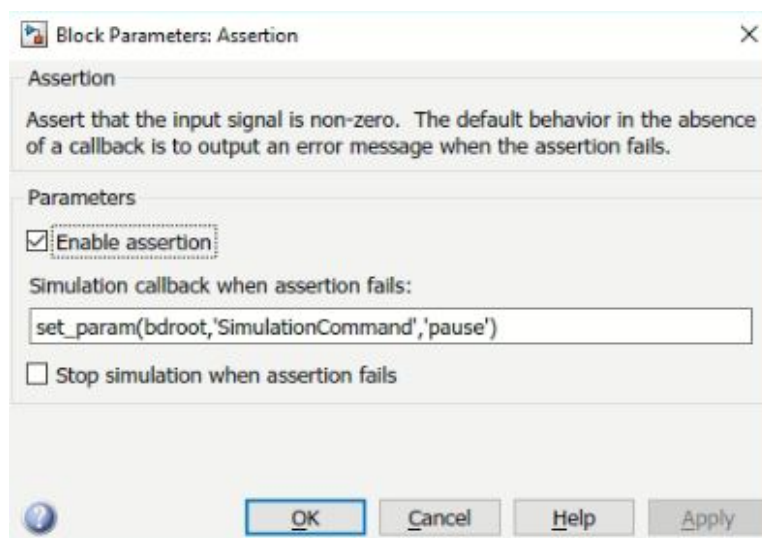 Block Parameters: Assertion
Assertion
Assert that the input signal is non-zero.  The default behavior in the absence
of a callback is to output an error message when the assertion fails.
Parameters
Enable assertion
Simulation callback when assertion fails:
set_param(bdroot,'SimulationCommand','pause')
Stop simulation when assertion fails
OK Cancel Help Apply